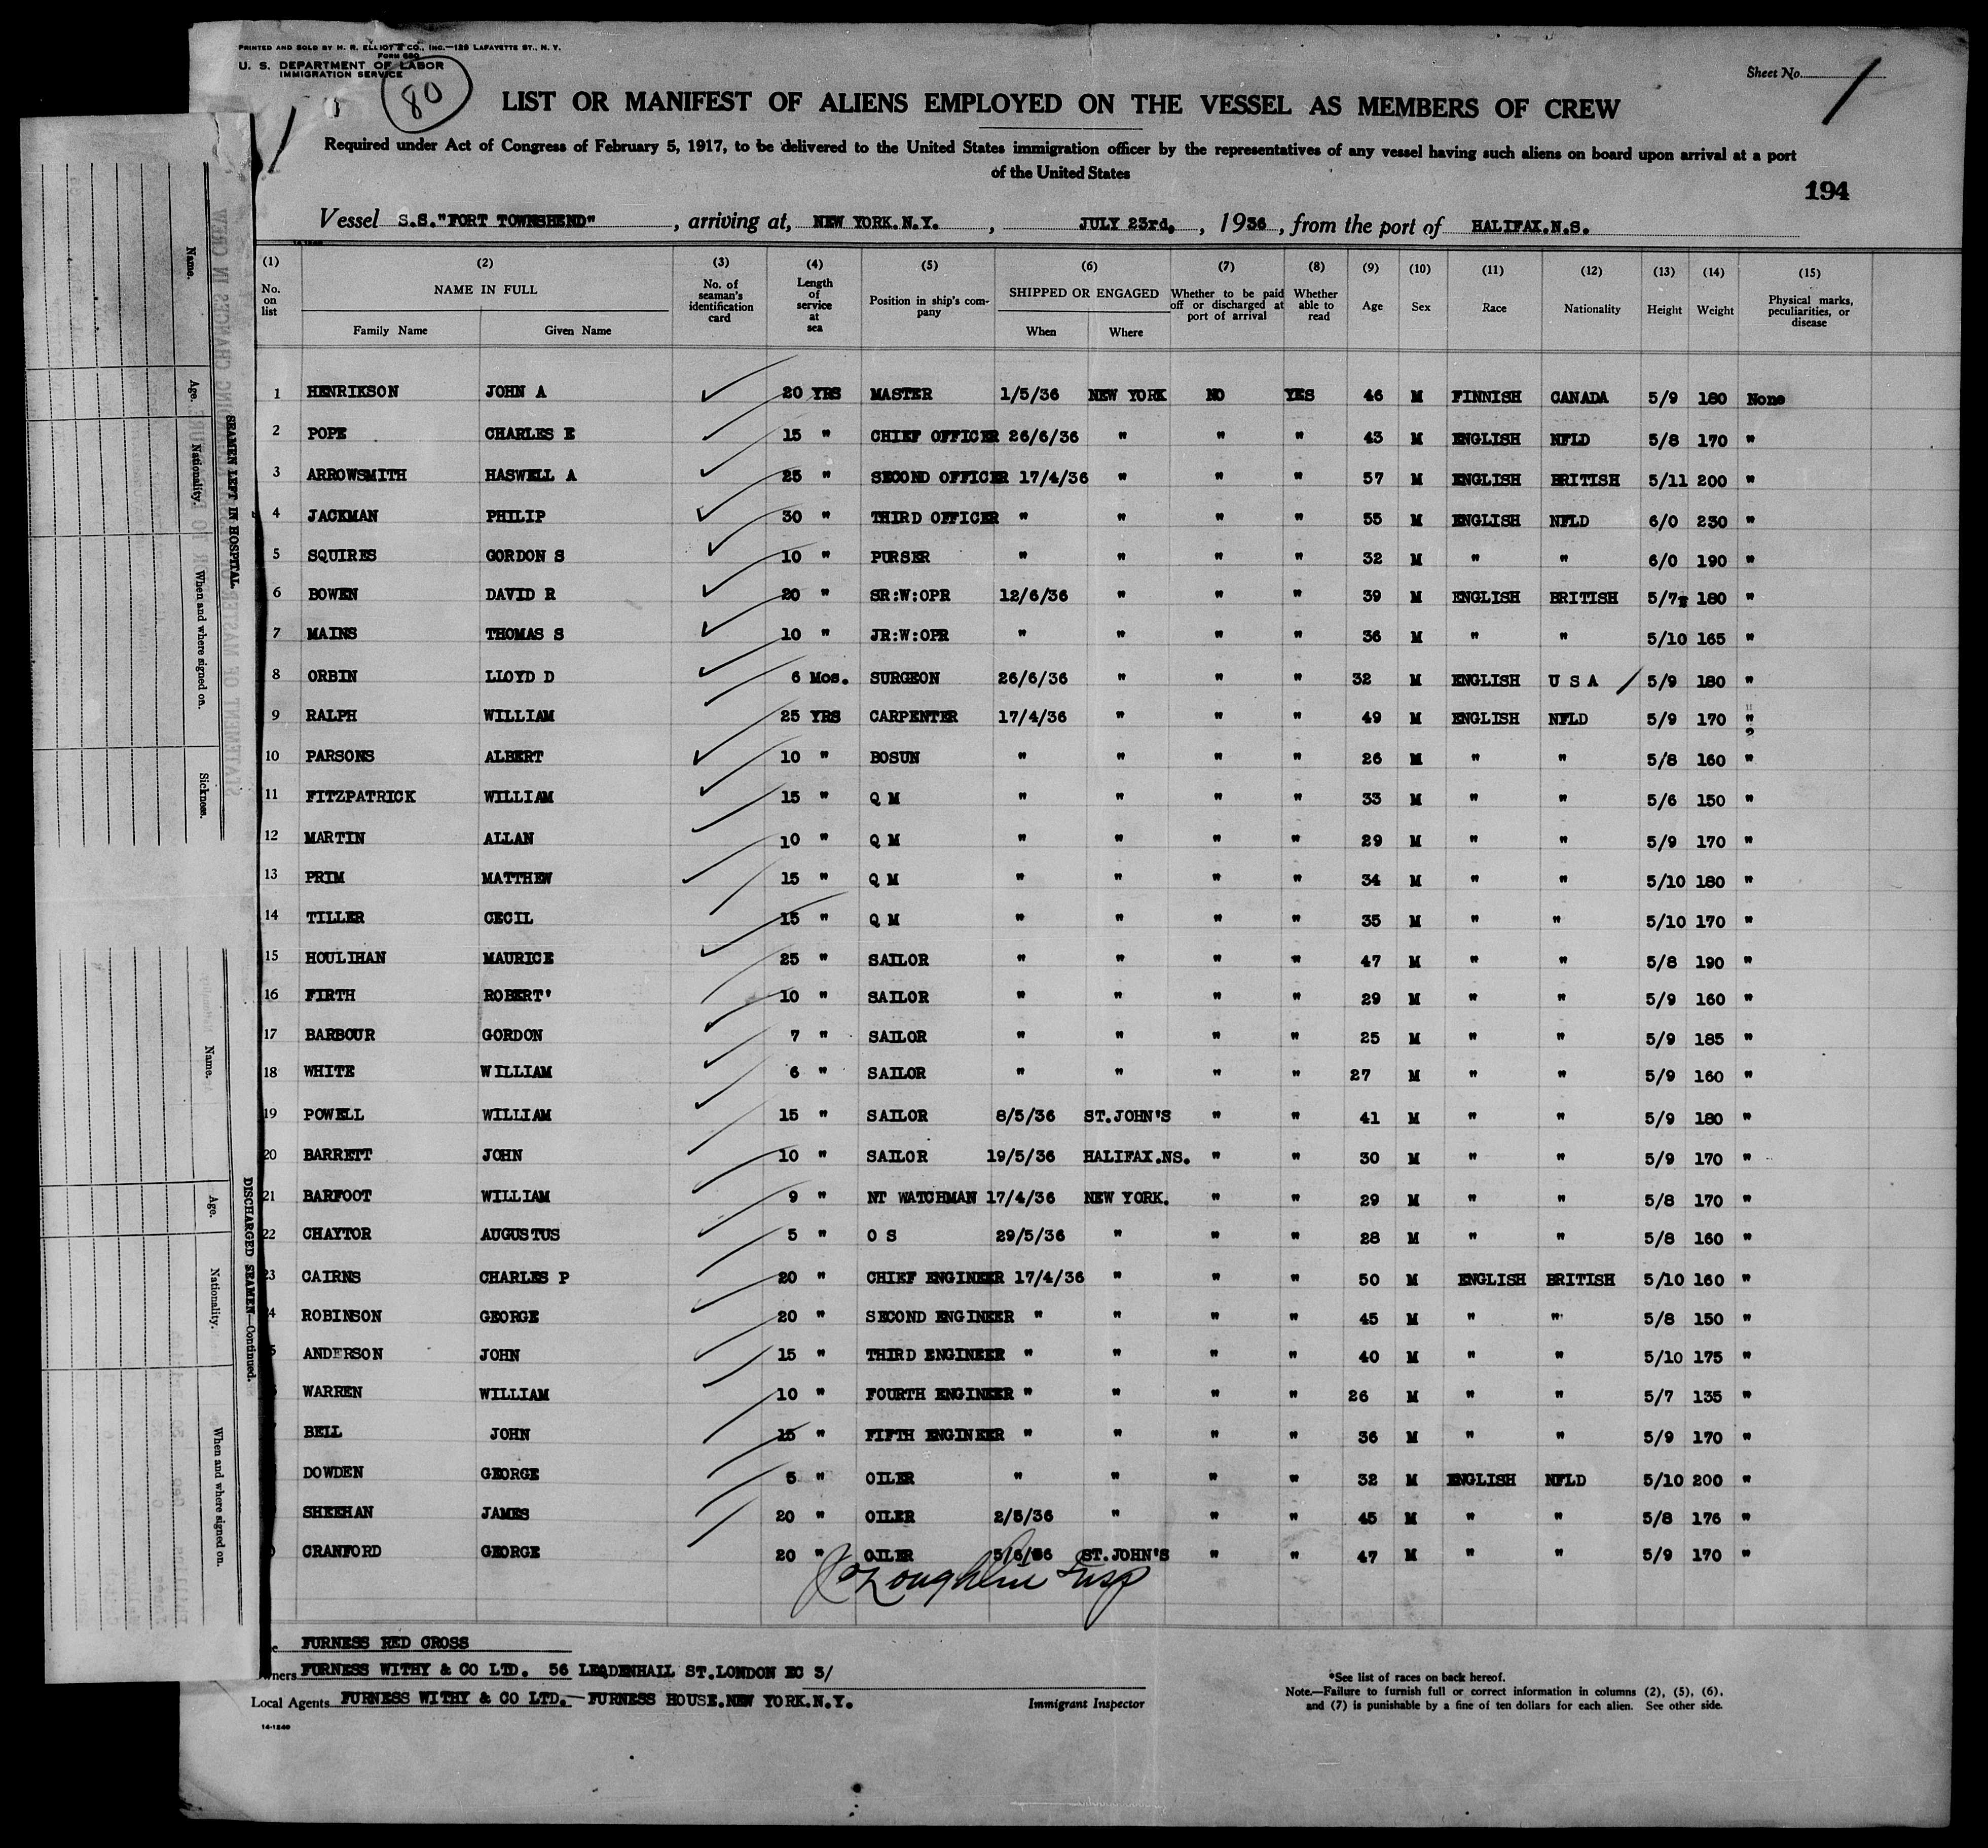 PRINTED AND SOLD BY H. R. ELLIOT & CO., INC.—129 LAFAYETTE ST., N. Y.
FORM 680
U. S. DEPARTMENT OF LABOR
IMMIGRATION SERVICE
80
Sheet No. 1
LIST OR MANIFEST OF ALIENS EMPLOYED ON THE VESSEL AS MEMBERS OF CREW
Required under Act of Congress of February 5, 1917, to be delivered to the United States immigration officer by the representatives of any vessel having such aliens on board upon arrival at a port
of the United States
194
Vessel S.S."FORT TOWNSHEND", arriving at, NEW YORK.N.Y., JULY 23rd., 1936, from the port of HALIFAX.N.S.
(1) (2) (3) (4) (5) (6) (7) (8) (9) (10) (11) (12) (13) (14) (15)
No. on list NAME IN FULL Family Name Given Name No. of seaman's identification card Length of service at sea Position in ship's company SHIPPED OR ENGAGED When Where Whether to be paid off or discharged at port of arrival Whether able to read Age Sex Race Nationality Height Weight Physical marks, peculiarities, or disease
1 HENRIKSON JOHN A 20 YRS MASTER 1/5/36 NEW YORK NO YES 46 M FINNISH CANADA 5/9 180 None
2 POPE CHARLES E 15 " CHIEF OFFICER 26/6/36 " " " 43 M ENGLISH NFLD 5/8 170 "
3 ARROWSMITH HASWELL A 25 " SECOND OFFICER 17/4/36 " " " 57 M ENGLISH BRITISH 5/11 200 "
4 JACKMAN PHILIP 30 " THIRD OFFICER " " " " 55 M ENGLISH NFLD 6/0 230 "
5 SQUIRES GORDON S 10 " PURSER " " " " 32 M " " 6/0 190 "
6 BOWEN DAVID R 20 " SR:W:OPR 12/6/36 " " " 39 M ENGLISH BRITISH 5/7 180 "
7 MAINS THOMAS S 10 " JR:W:OPR " " " " 36 M " " 5/10 165 "
8 ORBIN LLOYD D 6 Mos. SURGEON 26/6/36 " " " 32 M ENGLISH U S A 5/9 180 "
9 RALPH WILLIAM 25 YRS CARPENTER 17/4/36 " " " 49 M ENGLISH NFLD 5/9 170 "
10 PARSONS ALBERT 10 " BOSUN " " " " 26 M " " 5/8 160 "
11 FITZPATRICK WILLIAM 15 " Q M " " " " 33 M " " 5/6 150 "
12 MARTIN ALLAN 10 " Q M " " " " 29 M " " 5/9 170 "
13 PRIM MATTHEW 15 " Q M " " " " 34 M " " 5/10 180 "
14 TILLER CECIL 15 " Q M " " " " 35 M " " 5/10 170 "
15 HOULIHAN MAURICE 25 " SAILOR " " " " 47 M " " 5/8 190 "
16 FIRTH ROBERT' 10 " SAILOR " " " " 29 M " " 5/9 160 "
17 BARBOUR GORDON 7 " SAILOR " " " " 25 M " " 5/9 185 "
18 WHITE WILLIAM 6 " SAILOR " " " " 27 M " " 5/9 160 "
19 POWELL WILLIAM 15 " SAILOR 8/5/36 ST.JOHN'S " " 41 M " " 5/9 180 "
20 BARRETT JOHN 10 " SAILOR 19/5/36 HALIFAX.NS. " " 30 M " " 5/9 170 "
21 BARFOOT WILLIAM 9 " NT WATCHMAN 17/4/36 NEW YORK. " " 29 M " " 5/8 170 "
22 CHAYTOR AUGUSTUS 5 " O S 29/5/36 " " " 28 M " " 5/8 160 "
23 CAIRNS CHARLES P 20 " CHIEF ENGINEER 17/4/36 " " " 50 M ENGLISH BRITISH 5/10 160 "
4 ROBINSON GEORGE 20 " SECOND ENGINEER " " " " 45 M " " 5/8 150 "
5 ANDERSON JOHN 15 " THIRD ENGINEER " " " " 40 M " " 5/10 175 "
WARREN WILLIAM 10 " FOURTH ENGINEER " " " " 26 M " " 5/7 135 "
BELL JOHN 15 " FIFTH ENGINEER " " " " 36 M " " 5/9 170 "
DOWDEN GEORGE 5 " OILER " " " " 32 M ENGLISH NFLD 5/10 200 "
SHEEHAN JAMES 20 " OILER 2/5/36 " " " 45 M " " 5/8 176 "
CRANFORD GEORGE 20 " OILER 5/6/36 ST.JOHN'S " " 47 M " " 5/9 170 "
FURNESS RED CROSS
wners FURNESS WITHY & CO LTD. 56 LEADENHALL ST.LONDON EC 3/
Local Agents FURNESS WITHY & CO LTD.—FURNESS HOUSE.NEW YORK.N.Y.
Immigrant Inspector
*See list of races on back hereof.
Note.—Failure to furnish full or correct information in columns (2), (5), (6),
and (7) is punishable by a fine of ten dollars for each alien. See other side.
14-1240
SEAMEN LEFT IN HOSPITAL
Name. Age. Nationality. When and where signed on. Sickness.
DISCHARGED SEAMEN—Continued.
Name. Age. Nationality. When and where signed on.